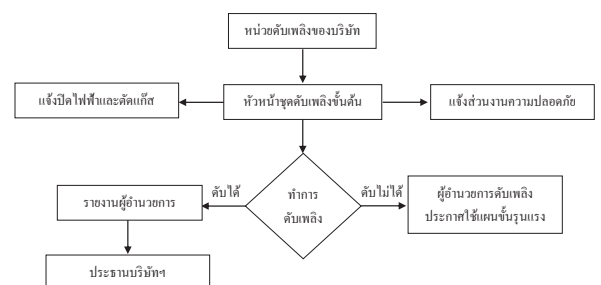 หน่วยดับเพลิงของบริษัท
แจ้งปิดไฟฟ้าและตัดแก๊ส
หัวหน้าชุดดับเพลิงขั้นต้น
แจ้งส่วนงานความปลอดภัย
ดับได้
ทำการ
ดับเพลิง
ดับไม่ได้
รายงานผู้อำนวยการ
ผู้อำนวยการดับเพลิง
ประกาศใช้แผนขั้นรุนแรง
ประธานบริษัทฯ